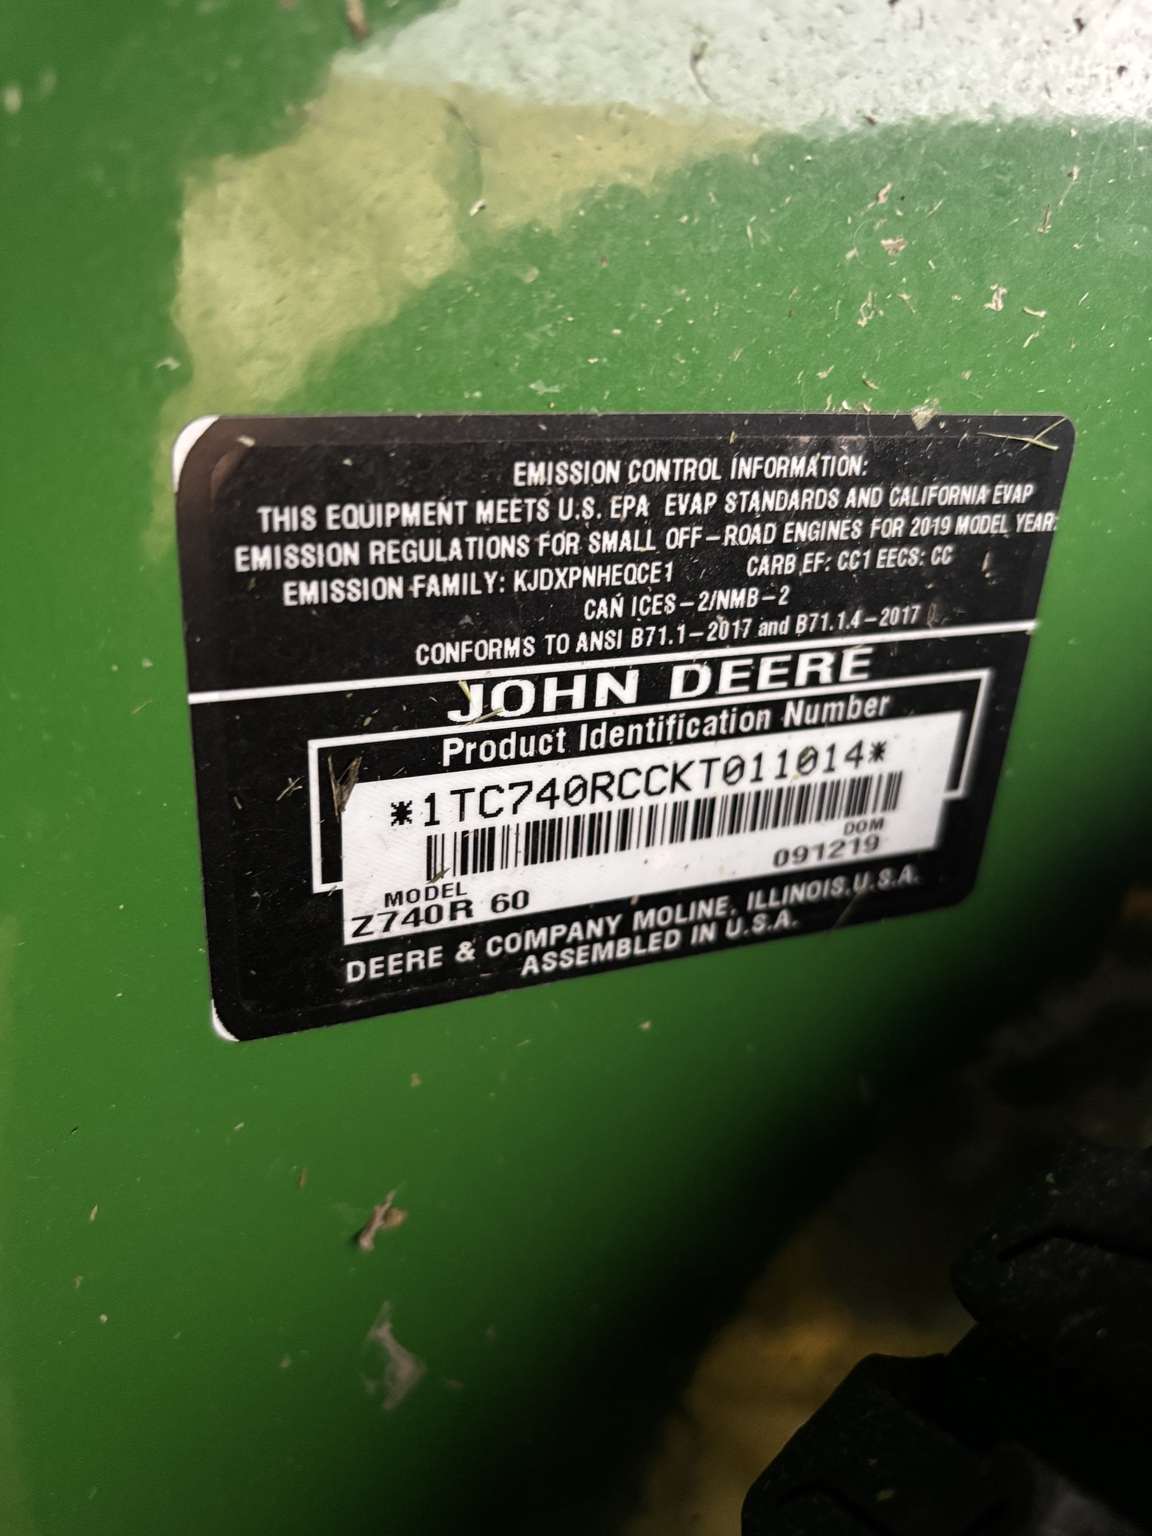 EMISSION CONTROL INFORMATION:
THIS EQUIPMENT MEETS U.S. EPA EVAP STANDARDS AND CALIFORNIA EVAP
EMISSION REGULATIONS FOR SMALL OFF-ROAD ENGINES FOR 2019 MODEL YEAR.
EMISSION FAMILY: KJDXPNHEQCE1 CARB EF: CC1 EECS: CC
CAN ICES-2/NMB-2
CONFORMS TO ANSI B71.1-2017 and B71.1.4-2017
JOHN DEERE
Product Identification Number
*1TC740RCCKT011014*
DOM
091219
MODEL
Z740R 60
DEERE & COMPANY MOLINE, ILLINOIS, U.S.A.
ASSEMBLED IN U.S.A.